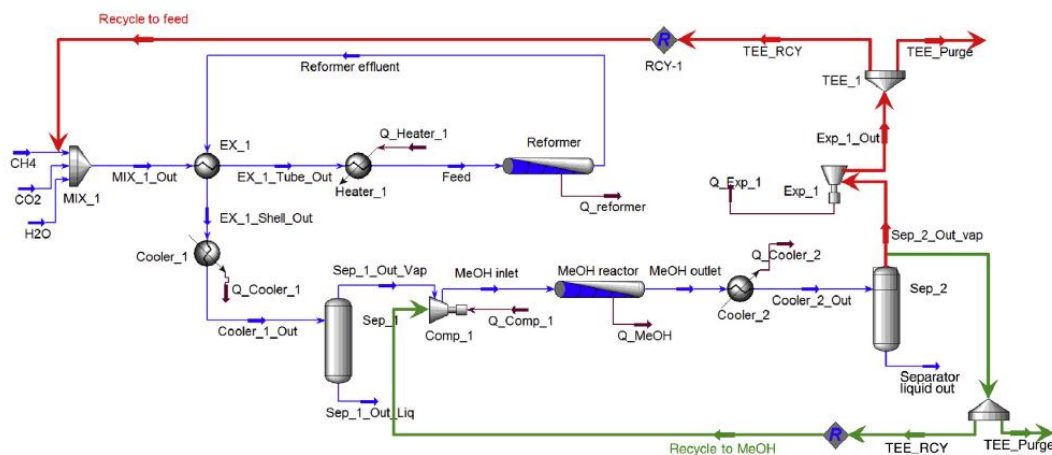 Recycle to feed
R
RCY-1
TEE_RCY
TEE_Purge
TEE_1
Reformer effluent
Exp_1_Out
CH4
CO2
H2O
MIX_1
MIX_1_Out
EX_1
EX_1_Tube_Out
Q_Heater_1
Heater_1
Feed
Reformer
Q_reformer
Q_Exp_1
Exp_1
EX_1_Shell_Out
Cooler_1
Q_Cooler_1
Cooler_1_Out
Sep_1_Out_Vap
Sep_1
Sep_1_Out_Liq
MeOH inlet
Comp_1
Q_Comp_1
MeOH reactor
Q_MeOH
MeOH outlet
Q_Cooler_2
Cooler_2
Cooler_2_Out
Sep_2_Out_vap
Sep_2
Separator
liquid out
Recycle to MeOH
R
TEE_RCY
TEE_Purge